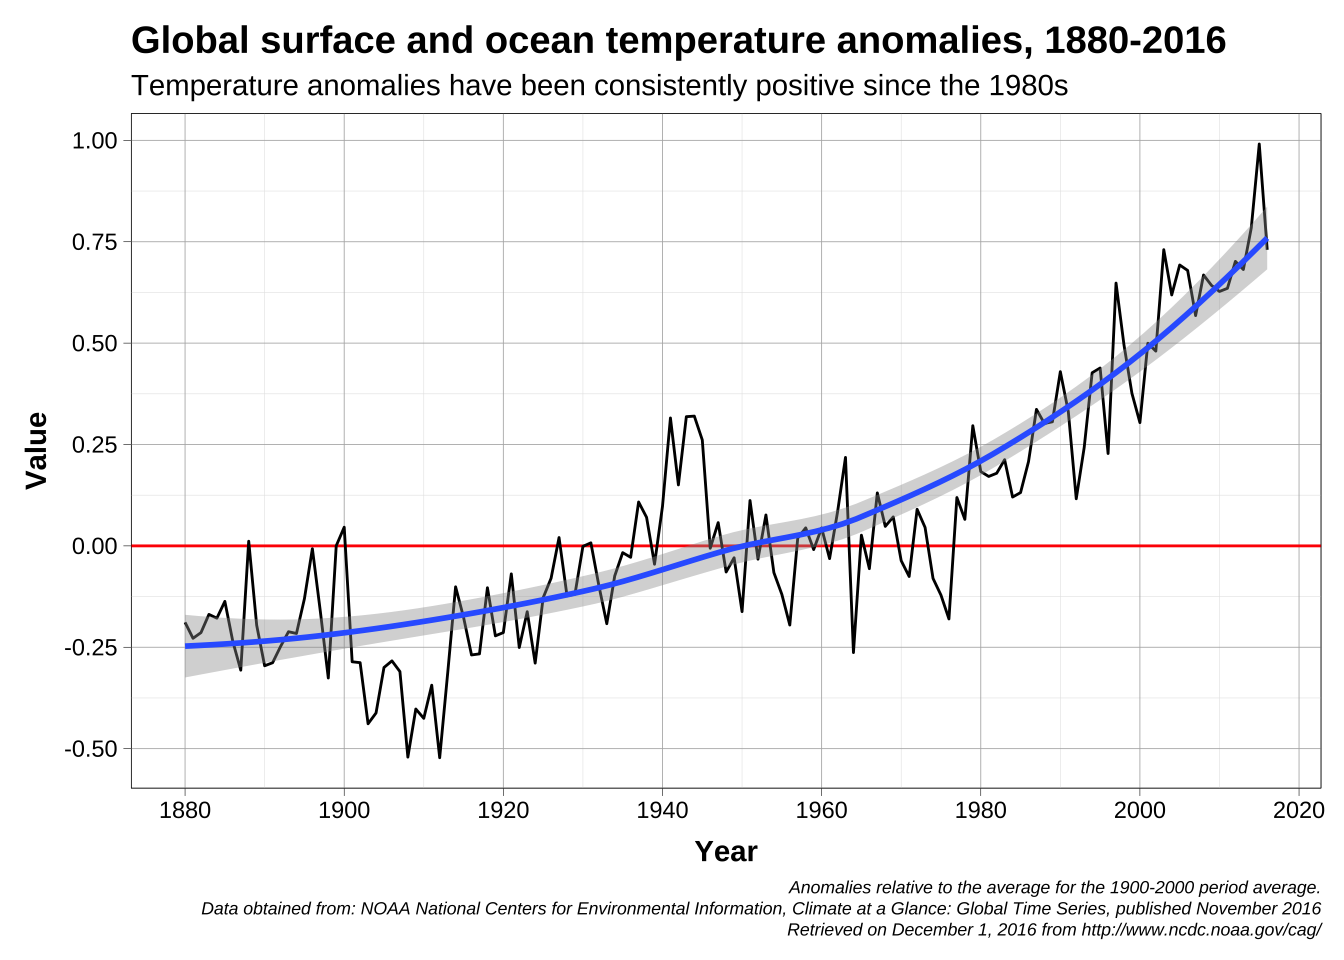 Global surface and ocean temperature anomalies, 1880-2016
Temperature anomalies have been consistently positive since the 1980s
Value
1.00
0.75
0.50
0.25
0.00
-0.25
-0.50
1880 1900 1920 1940 1960 1980 2000 2020
Year
Anomalies relative to the average for the 1900-2000 period average.
Data obtained from: NOAA National Centers for Environmental Information, Climate at a Glance: Global Time Series, published November 2016
Retrieved on December 1, 2016 from http://www.ncdc.noaa.gov/cag/